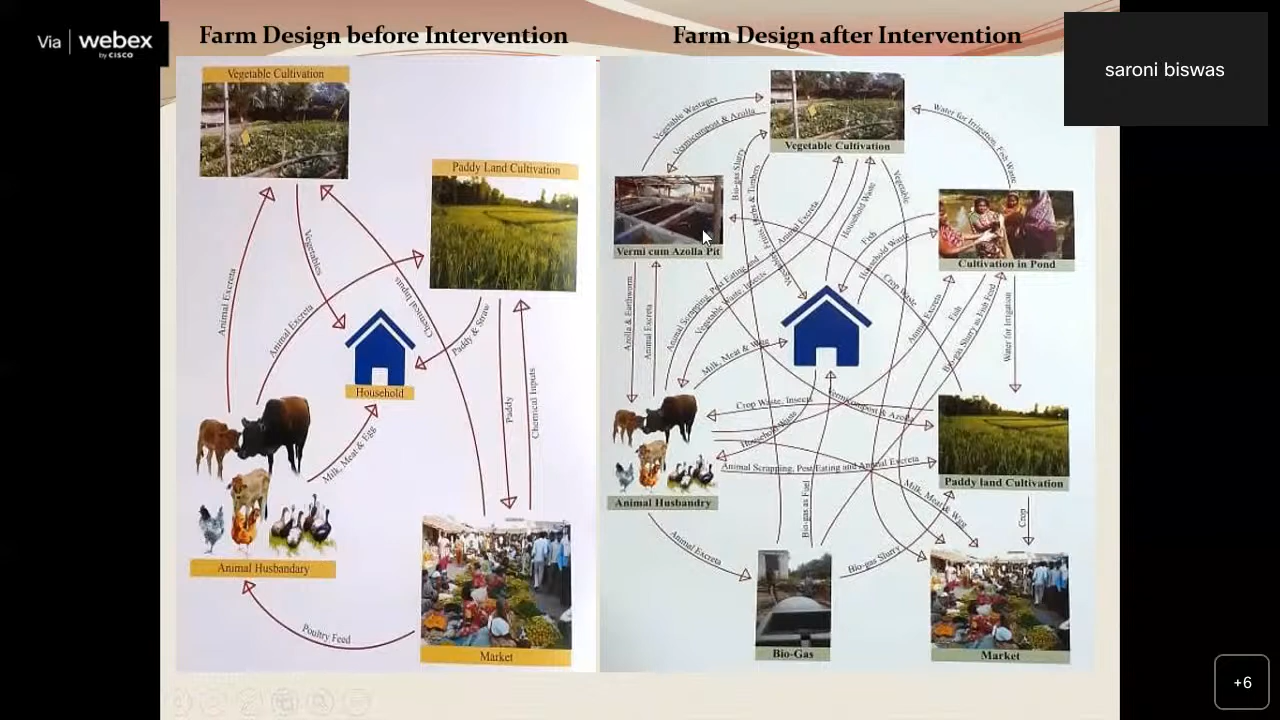 Via webex
by CISCO
Farm Design before Intervention
Farm Design after Intervention
saroni biswas
Vegetable Cultivation
Paddy Land Cultivation
Animal Excreta
Vegetables
Animal Excreta
Chemical Inputs
Paddy & Straw
Household
Paddy
Chemical Inputs
Milk, Meat & Egg
Animal Husbandary
Poultry Feed
Market
Vegetable Wastages
Vermicompost & Azolla
Vegetable Cultivation
Water for Irrigation, Fish Waste
Bio-gas Slurry
Animal Excreta
Household Waste
Vegetable
Vermi cum Azolla Pit
Fish
Household Waste
Cultivation in Pond
Azolla & Earthworm
Animal Excreta
Animal Scrapping, Pest Eating and
Vegetable Waste, Insects
Crop Waste
Animal Excreta
Fish
Bio-gas Slurry as Fish Feed
Water for Irrigation
Milk, Meat & Egg
Crop Waste, Insects
Vermicompost & Azolla
Household Waste
Animal Scrapping, Pest Eating and Animal Excreta
Paddy land Cultivation
Animal Husbandry
Milk, Meat & Egg
Crop
Bio-gas as Fuel
Animal Excreta
Bio-gas Slurry
Bio-Gas
Market
+6